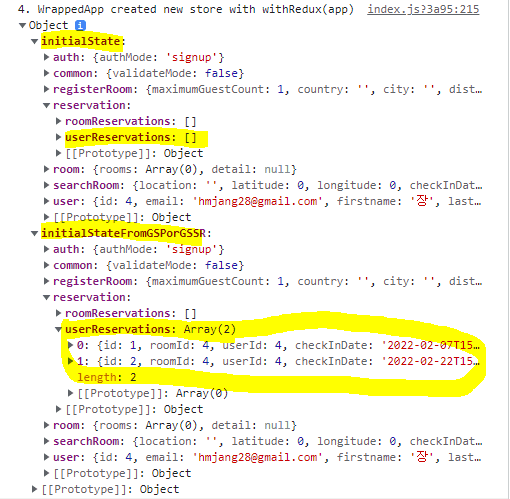 4. WrappedApp created new store with withRedux(app) index.js?3a95:215
▼Object i
▼initialState:
▶auth: {authMode: 'signup'}
▶common: {validateMode: false}
▶registerRoom: {maximumGuestCount: 1, country: '', city: '', dist…
▼reservation:
▶roomReservations: []
▶userReservations: []
▶[[Prototype]]: Object
▶room: {rooms: Array(0), detail: null}
▶searchRoom: {location: '', latitude: 0, longitude: 0, checkInDate…
▶user: {id: 4, email: 'hmjang28@gmail.com', firstname: '장', last…
▶[[Prototype]]: Object
▼initialStateFromGSPorGSSR:
▶auth: {authMode: 'signup'}
▶common: {validateMode: false}
▶registerRoom: {maximumGuestCount: 1, country: '', city: '', dist…
▼reservation:
▶roomReservations: []
▼userReservations: Array(2)
▶0: {id: 1, roomId: 4, userId: 4, checkInDate: '2022-02-07T15…
▶1: {id: 2, roomId: 4, userId: 4, checkInDate: '2022-02-22T15…
length: 2
▶[[Prototype]]: Array(0)
▶[[Prototype]]: Object
▶room: {rooms: Array(0), detail: null}
▶searchRoom: {location: '', latitude: 0, longitude: 0, checkInDate…
▶user: {id: 4, email: 'hmjang28@gmail.com', firstname: '장', last…
▶[[Prototype]]: Object
▶[[Prototype]]: Object